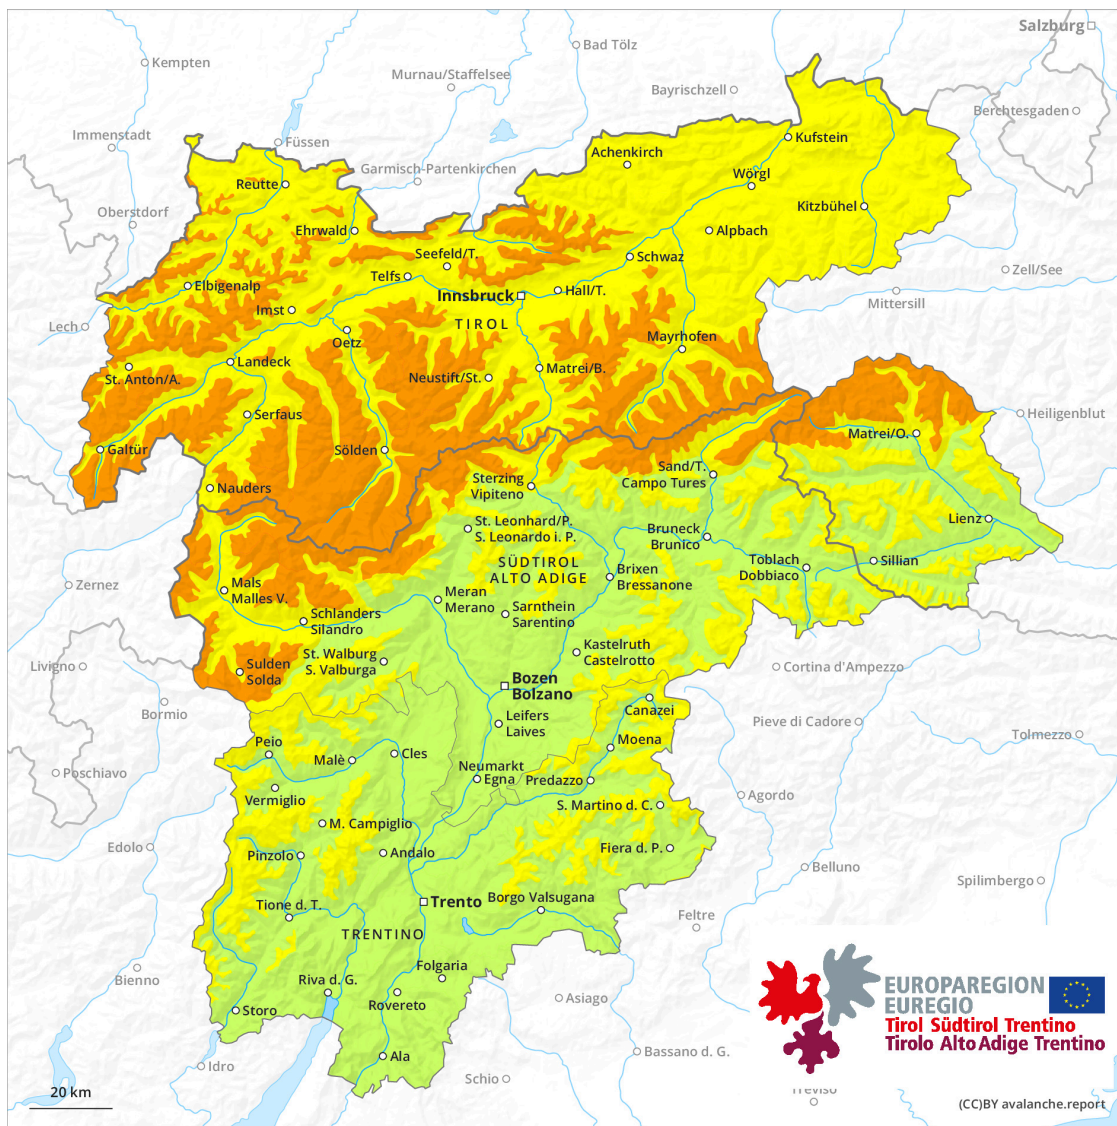 Salzburg
Bad Tölz
Kempten
Murnau/Staffelsee
Bayrischzell
Berchtesgaden
Immenstadt
Füssen
Kufstein
Achenkirch
Garmisch-Partenkirchen
Wörgl
Reutte
Kitzbühel
Oberstdorf
Ehrwald
Alpbach
Seefeld/T.
Schwaz
Zell/See
Telfs
Elbigenalp
Hall/T.
Innsbruck
Mittersill
Imst
TIROL
Lech
Oetz
Mayrhofen
Landeck
Matrei/B.
St. Anton/A.
Neustift/St.
Serfaus
Heiligenblut
Matrei/O.
Galtür
Sölden
Sand/T.
Campo Tures
Sterzing
Vipiteno
Nauders
St. Leonhard/P.
S. Leonardo i. P.
Lienz
Bruneck
Brunico
SÜDTIROL
ALTO ADIGE
Toblach
Dobbiaco
Sillian
Brixen
Bressanone
Zernez
Mals
Malles V.
Meran
Merano
Sarnthein
Sarentino
Schlanders
Silandro
Kastelruth
Castelrotto
St. Walburg
S. Valburga
Livigno
Sulden
Solda
Cortina d'Ampezzo
Bozen
Bolzano
Bormio
Canazei
Leifers
Laives
Pieve di Cadore
Tolmezzo
Peio
Moena
Cles
Malè
Neumarkt
Egna
Poschiavo
Predazzo
Vermiglio
Agordo
S. Martino d. C.
M. Campiglio
Edolo
Fiera d. P.
Pinzolo
Andalo
Belluno
Spilimbergo
Borgo Valsugana
Trento
Tione d. T.
Feltre
TRENTINO
Folgaria
Bienno
Riva d. G.
EUROPAREGION
EUREGIO
Tirol Südtirol Trentino
Tirolo Alto Adige Trentino
Asiago
Rovereto
Storo
Bassano d. G.
Ala
Idro
Schio
Treviso
20 km
(CC)BY avalanche.report